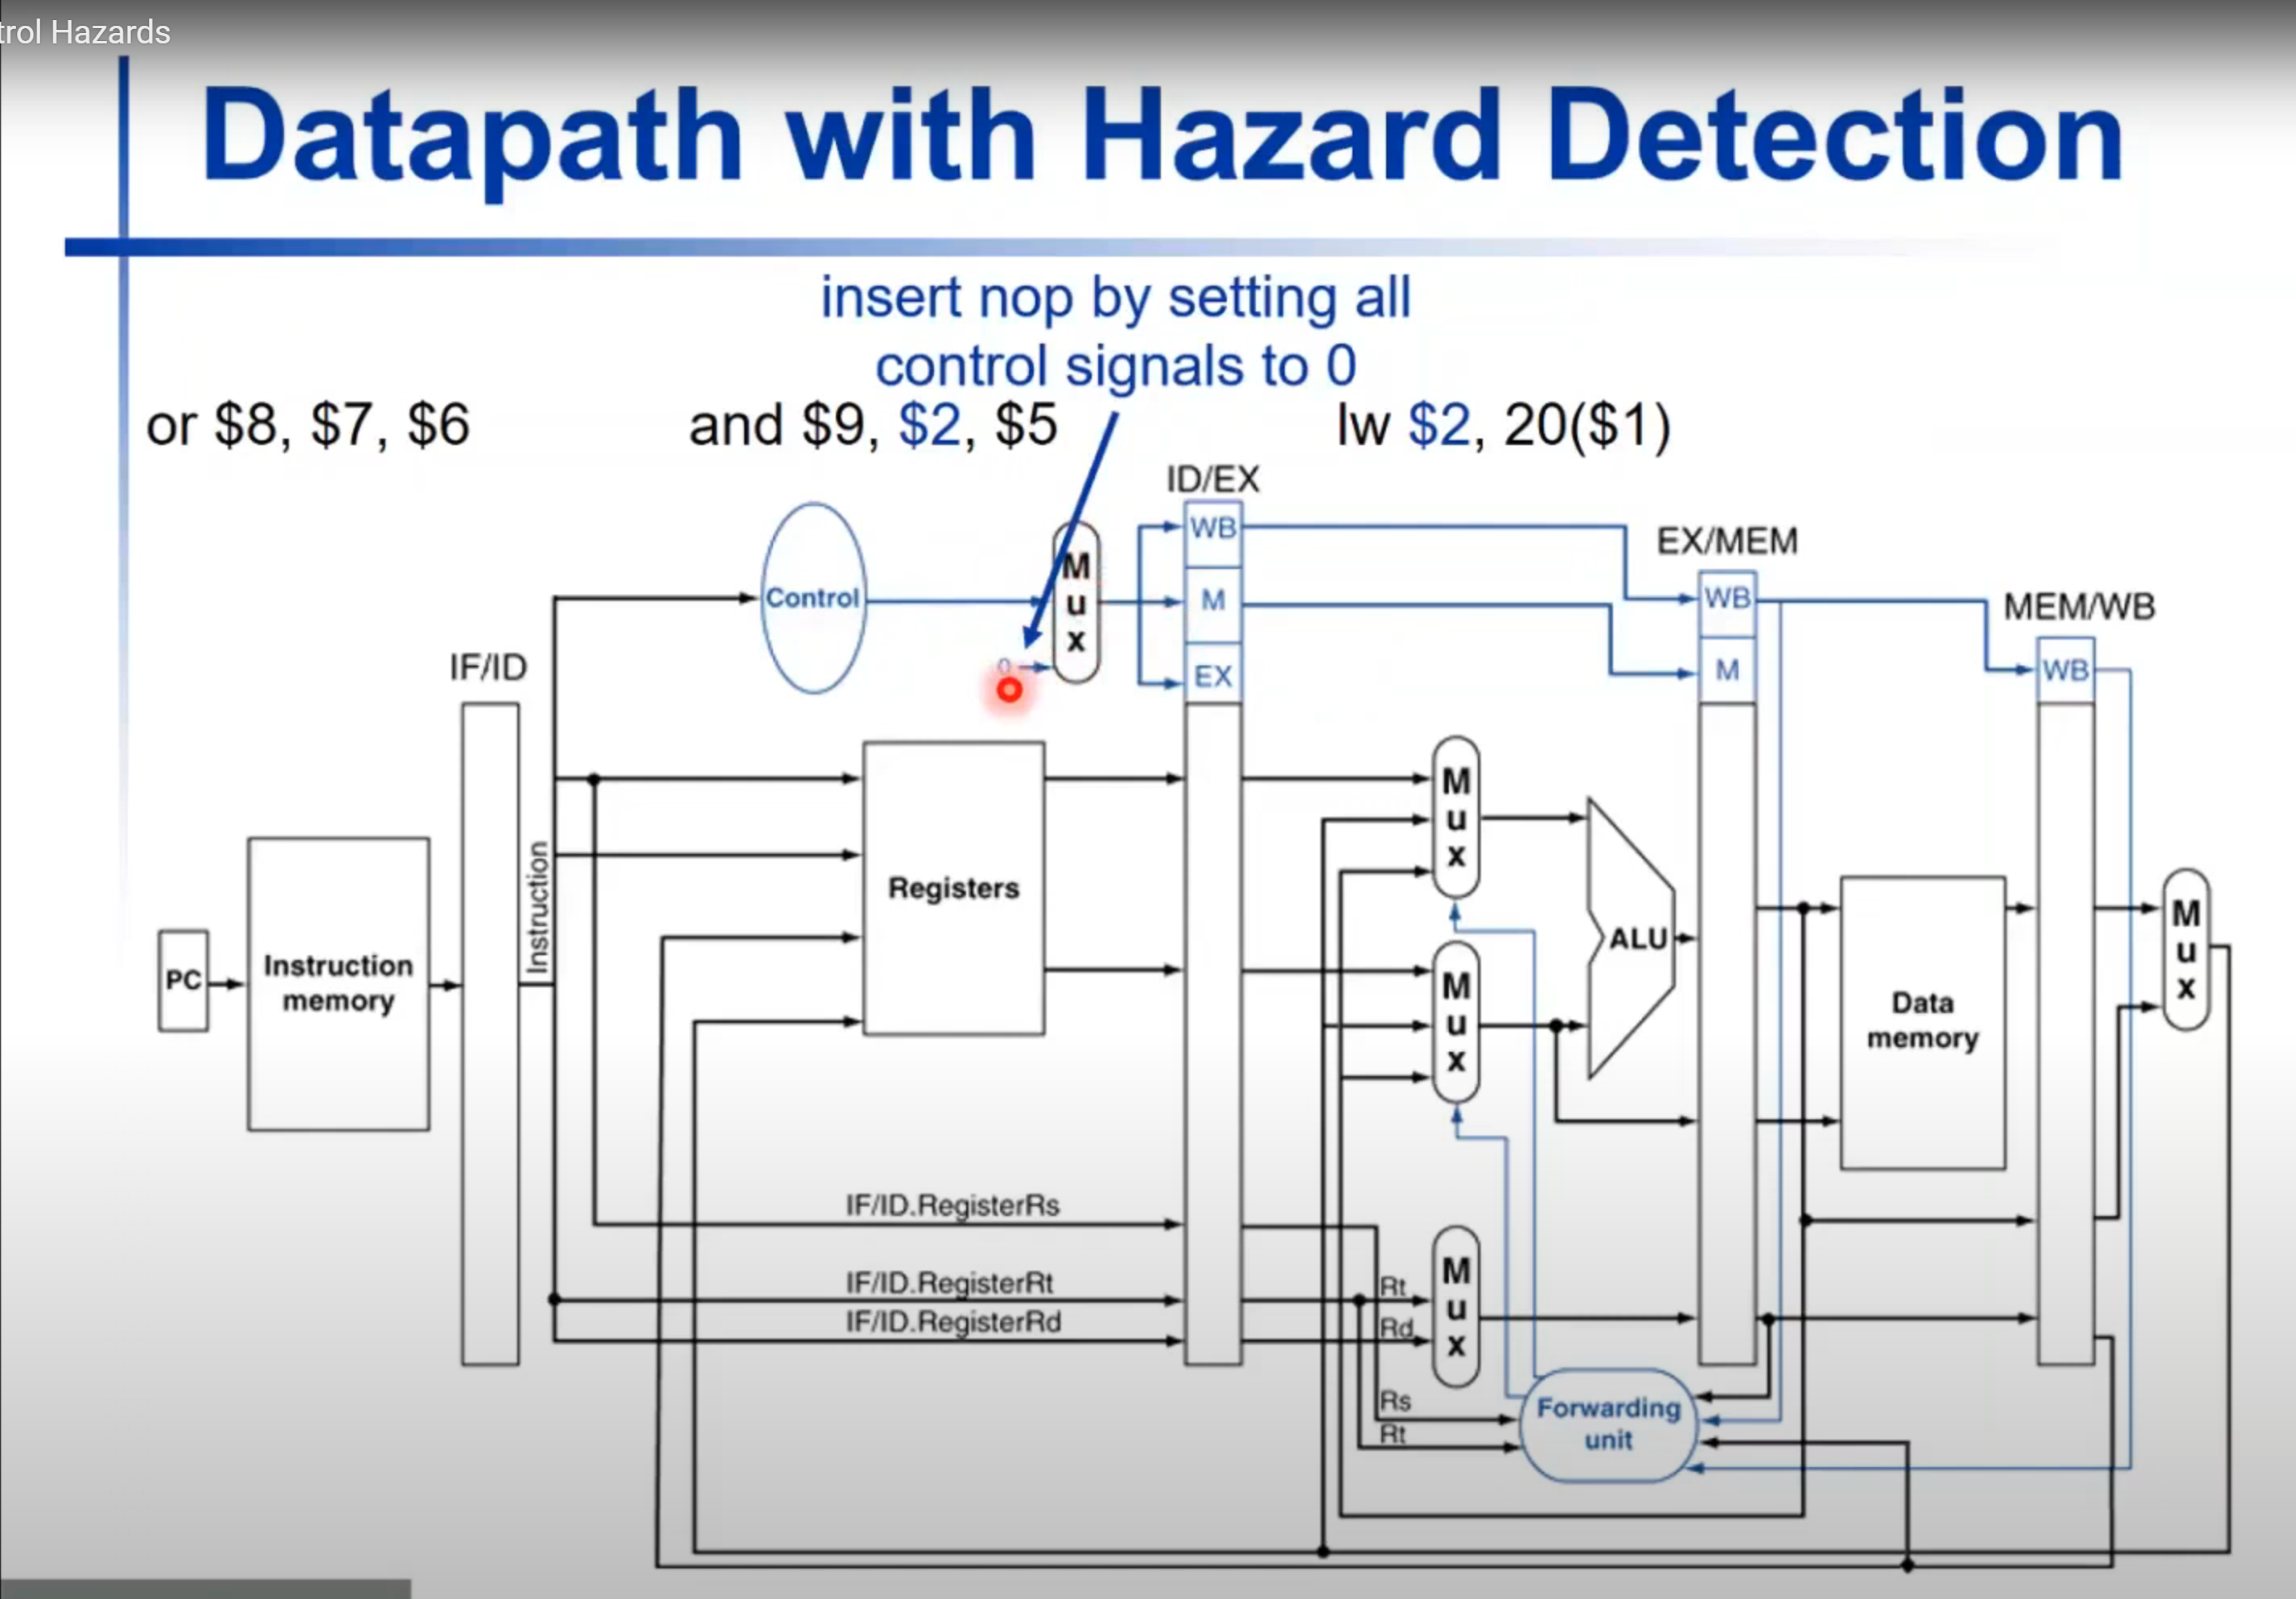 trol Hazards
Datapath with Hazard Detection
insert nop by setting all
control signals to 0
or $8, $7, $6
and $9, $2, $5
lw $2, 20($1)
ID/EX
WB
M
EX
EX/MEM
WB
M
MEM/WB
WB
Control
0
M
u
x
IF/ID
Instruction
PC
Instruction
memory
Registers
M
u
x
M
u
x
ALU
Data
memory
M
u
x
IF/ID.RegisterRs
IF/ID.RegisterRt
IF/ID.RegisterRd
Rt
Rd
M
u
x
Rs
Rt
Forwarding
unit